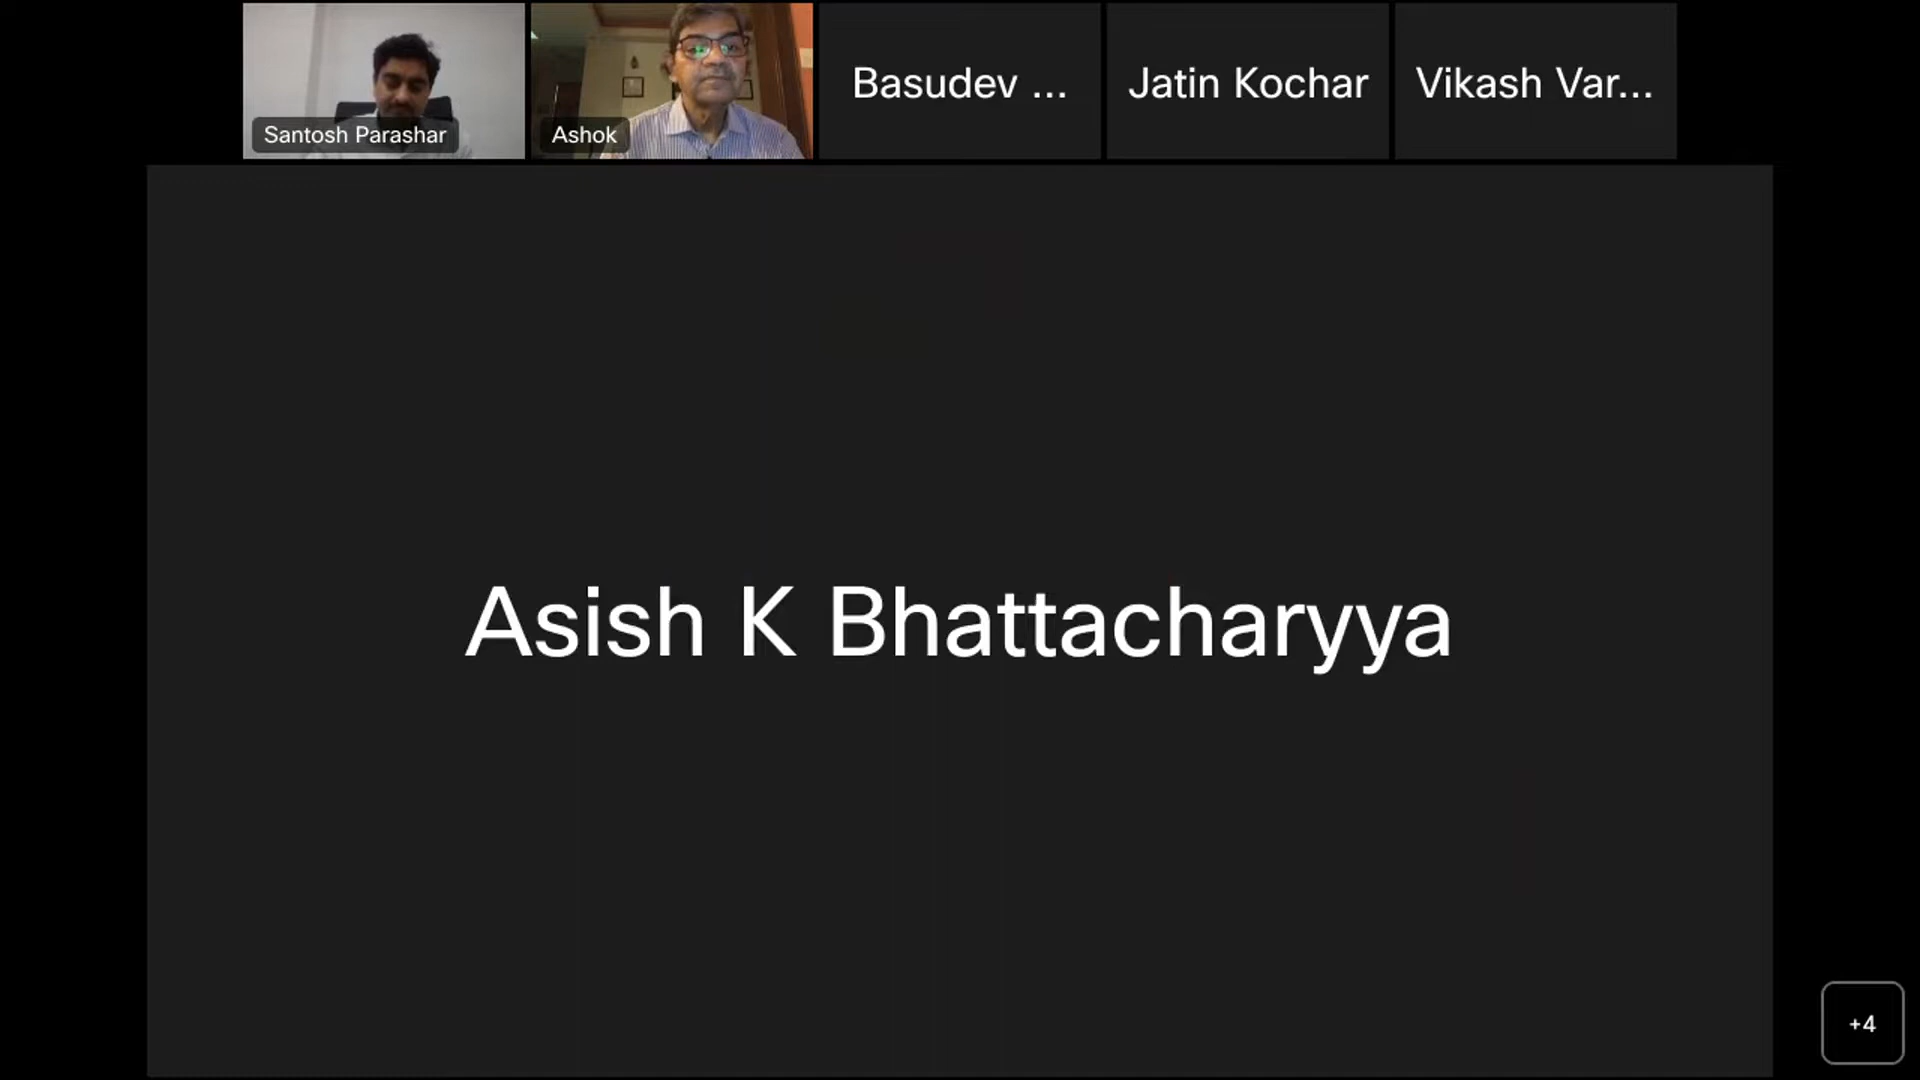 Santosh Parashar
Ashok
Basudev ...
Jatin Kochar
Vikash Var...
Asish K Bhattacharyya
+4